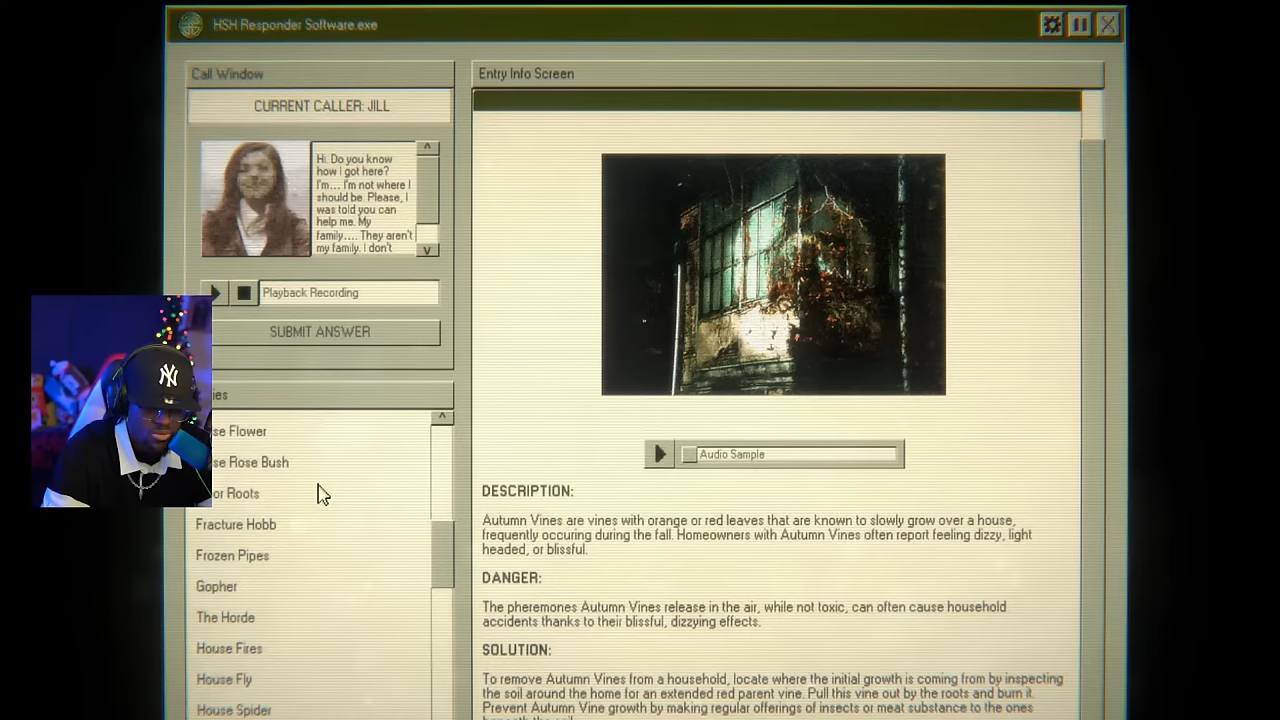 HSH Responder Software.exe
Call Window
CURRENT CALLER: JILL
Hi. Do you know
how I got here?
I'm... I'm not where I
should be. Please, I
was told you can
help me. My
family.... They aren't
my family. I don't
Playback Recording
SUBMIT ANSWER
Flower
Rose Bush
Roots
Fracture Hobb
Frozen Pipes
Gopher
The Horde
House Fires
House Fly
House Spider
Entry Info Screen
Audio Sample
DESCRIPTION:
Autumn Vines are vines with orange or red leaves that are known to slowly grow over a house,
frequently occuring during the fall. Homeowners with Autumn Vines often report feeling dizzy, light
headed, or blissful.
DANGER:
The pheremones Autumn Vines release in the air, while not toxic, can often cause household
accidents thanks to their blissful, dizzying effects.
SOLUTION:
To remove Autumn Vines from a household, locate where the initial growth is coming from by inspecting
the soil around the home for an extended red parent vine. Pull this vine out by the roots and burn it.
Prevent Autumn Vine growth by making regular offerings of insects or meat substance to the ones